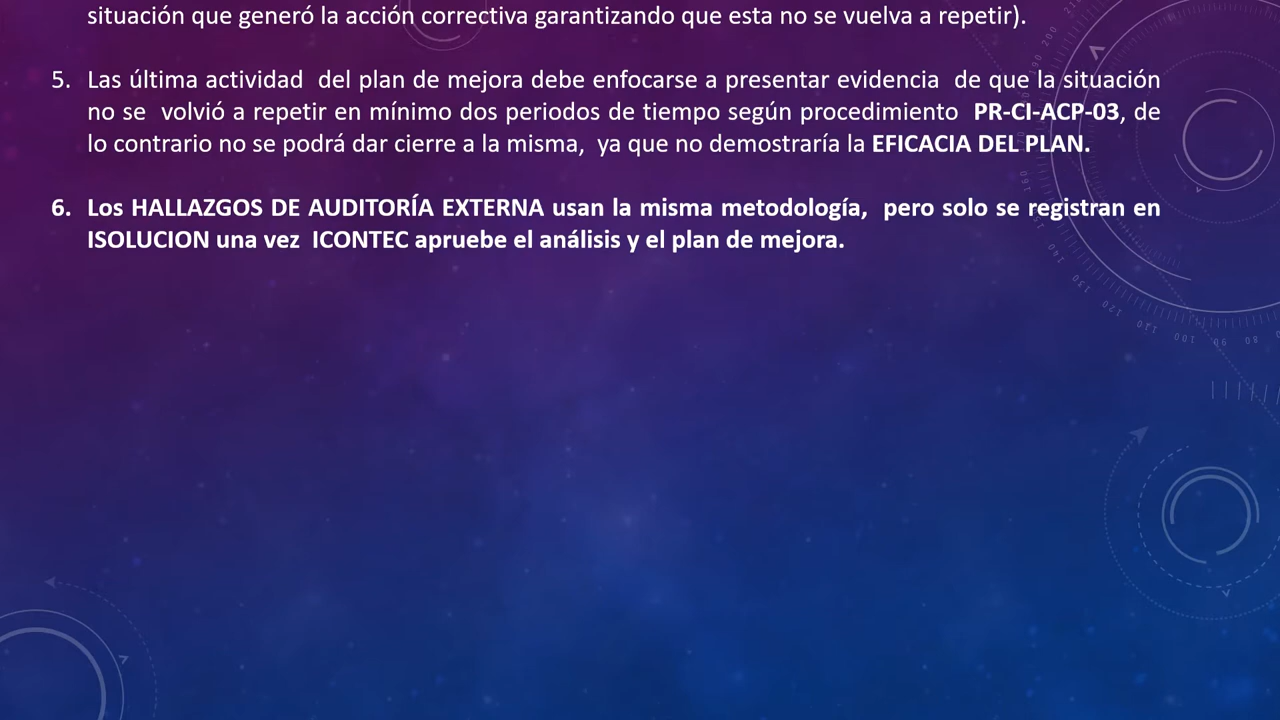 situación que generó la acción correctiva garantizando que esta no se vuelva a repetir).
5. Las última actividad del plan de mejora debe enfocarse a presentar evidencia de que la situación
no se volvió a repetir en mínimo dos periodos de tiempo según procedimiento PR-CI-ACP-03, de
lo contrario no se podrá dar cierre a la misma, ya que no demostraría la EFICACIA DEL PLAN.
6. Los HALLAZGOS DE AUDITORÍA EXTERNA usan la misma metodología, pero solo se registran en
ISOLUCION una vez ICONTEC apruebe el análisis y el plan de mejora.